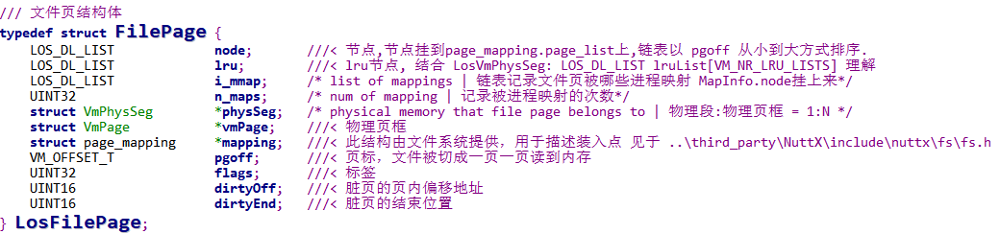 /// 文件页结构体
typedef struct FilePage {
    LOS_DL_LIST             node;        ///< 节点,节点挂到page_mapping.page_list上,链表以 pgoff 从小到大方式排序.
    LOS_DL_LIST             lru;         ///< lru节点, 结合 LosVmPhysSeg: LOS_DL_LIST lruList[VM_NR_LRU_LISTS] 理解
    LOS_DL_LIST             i_mmap;      /* list of mappings | 链表记录文件页被哪些进程映射 MapInfo.node挂上来*/
    UINT32                  n_maps;      /* num of mapping | 记录被进程映射的次数*/
    struct VmPhysSeg        *physSeg;    /* physical memory that file page belongs to | 物理段:物理页框 = 1:N */
    struct VmPage           *vmPage;     ///< 物理页框
    struct page_mapping     *mapping;    ///< 此结构由文件系统提供，用于描述装入点 见于 ..\third_party\NuttX\include\nuttx\fs\fs.h
    VM_OFFSET_T             pgoff;       ///< 页标，文件被切成一页一页读到内存
    UINT32                  flags;       ///< 标签
    UINT16                  dirtyOff;    ///< 脏页的页内偏移地址
    UINT16                  dirtyEnd;    ///< 脏页的结束位置
} LosFilePage;